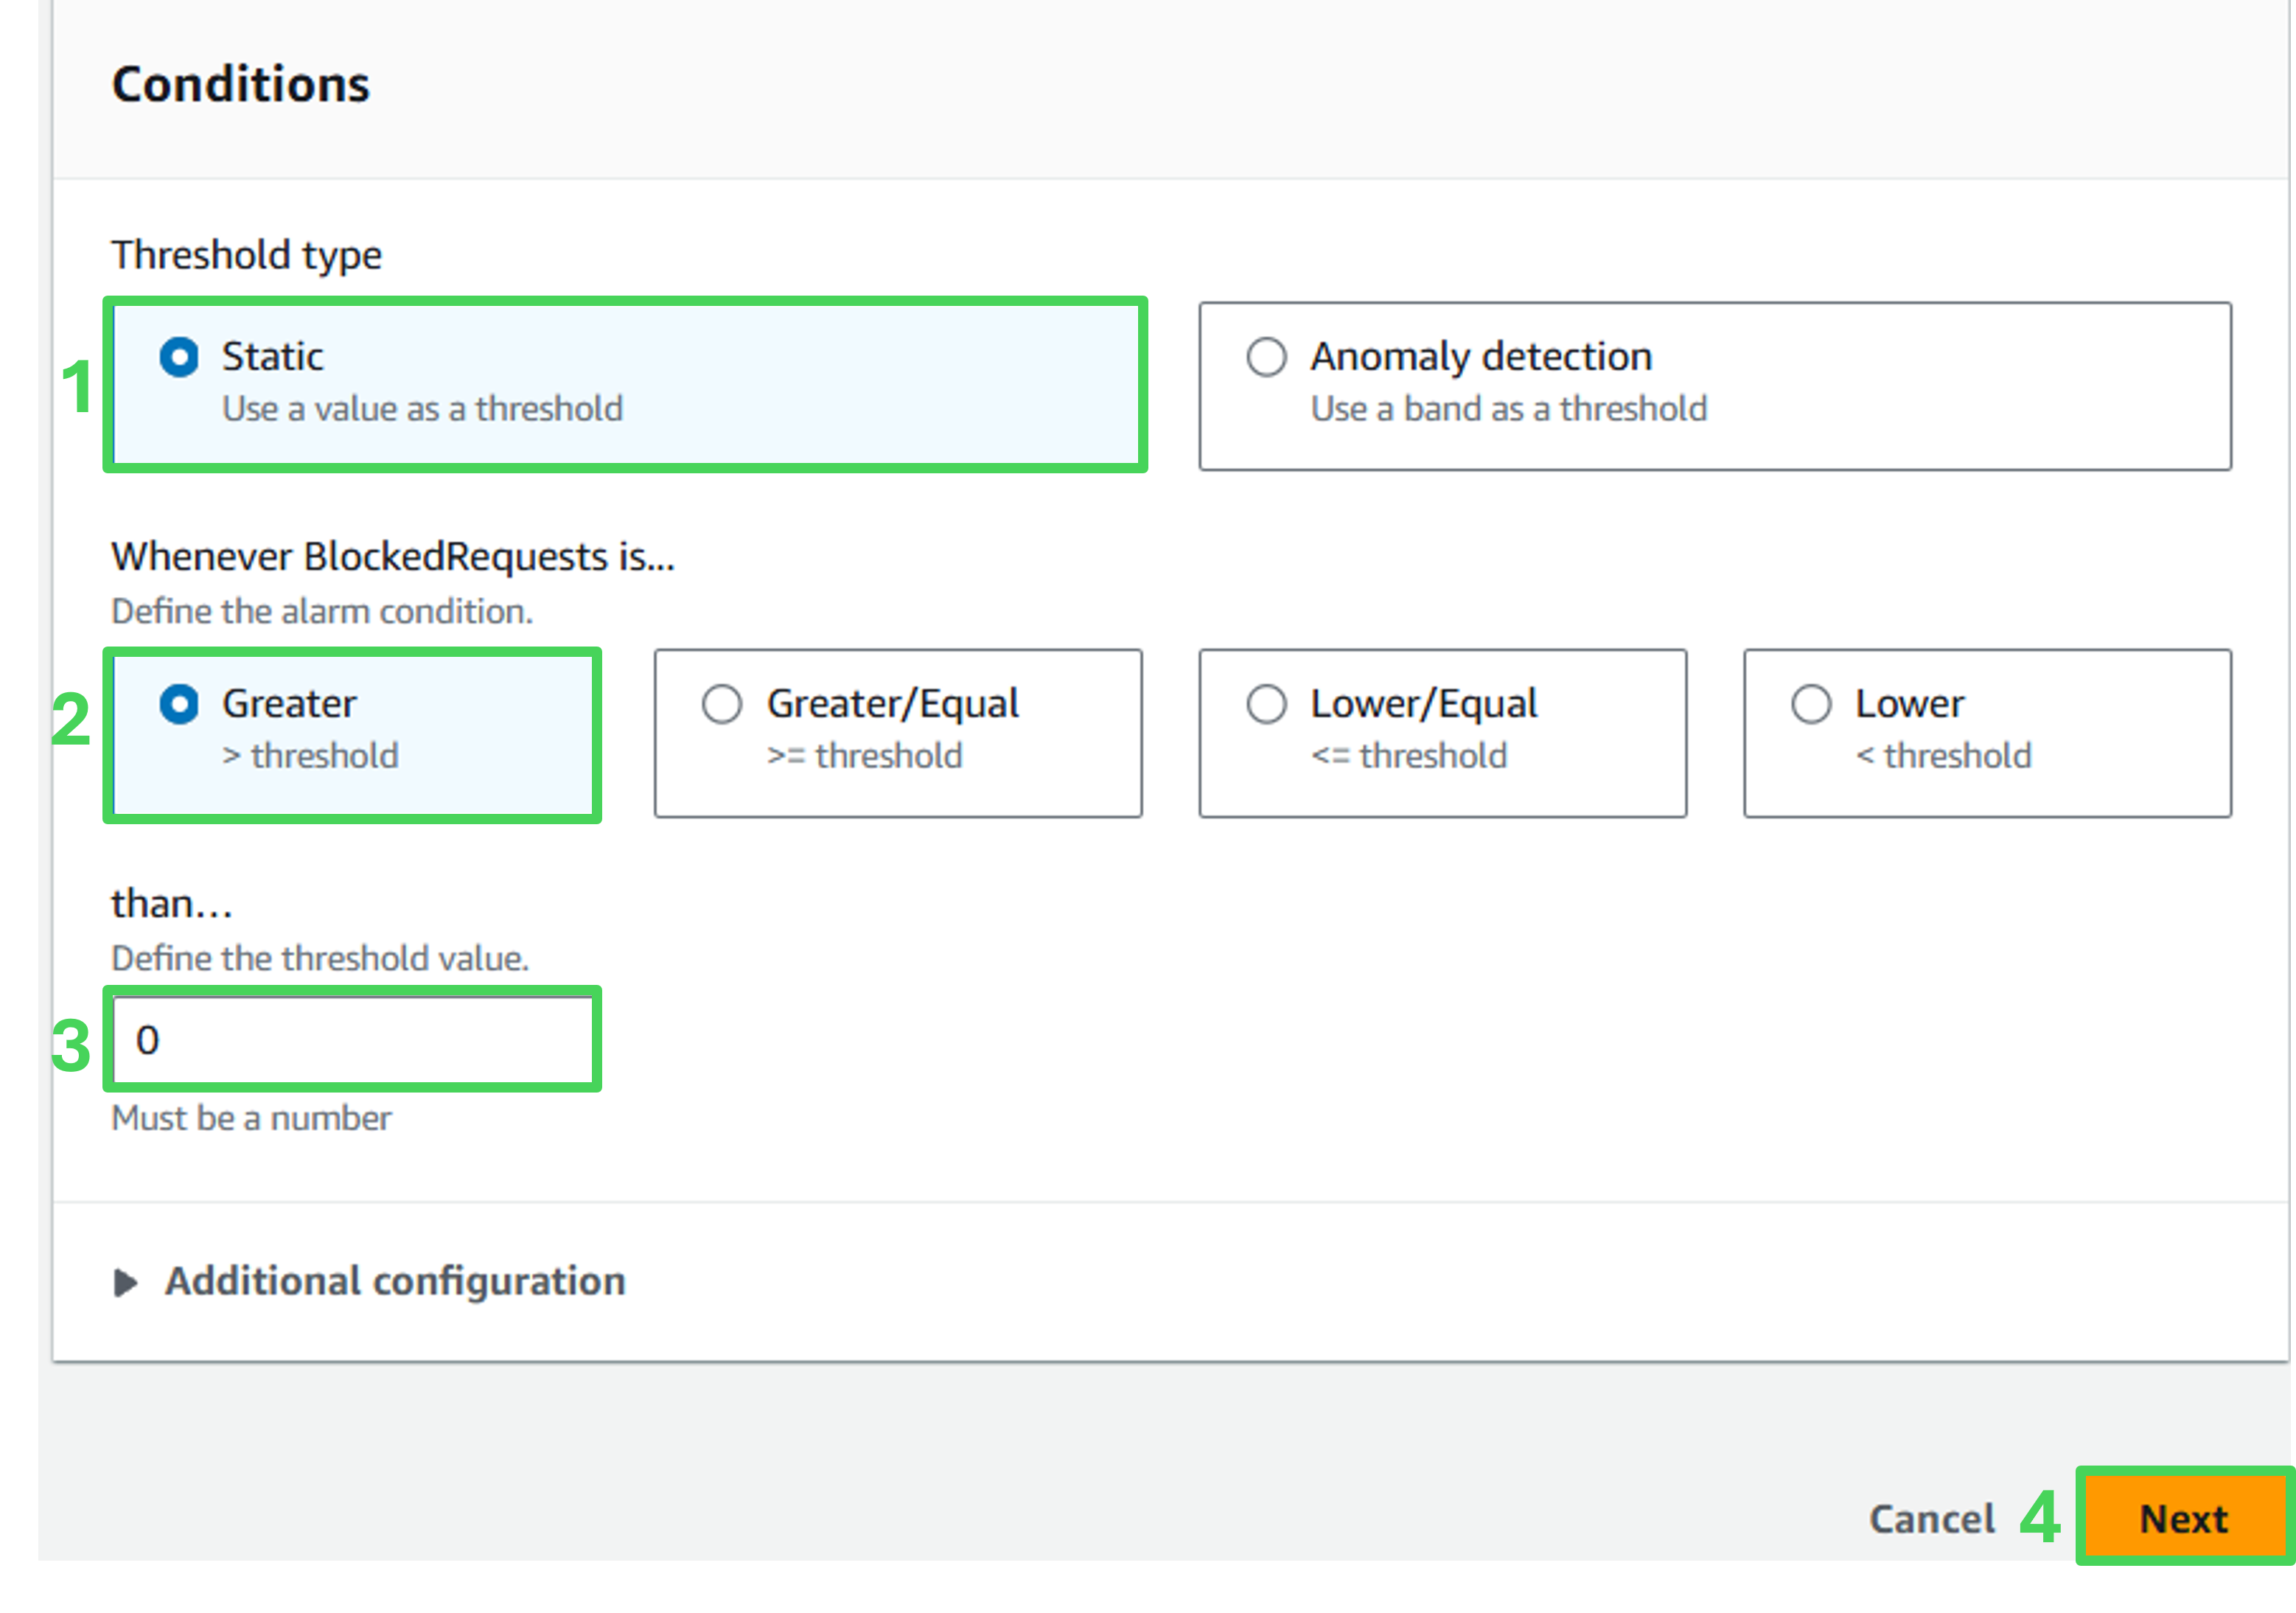 Conditions
Threshold type
1
Static
Use a value as a threshold
Anomaly detection
Use a band as a threshold
Whenever BlockedRequests is...
Define the alarm condition.
2
Greater
> threshold
Greater/Equal
>= threshold
Lower/Equal
<= threshold
Lower
< threshold
than...
Define the threshold value.
3
0
Must be a number
Additional configuration
Cancel
4
Next